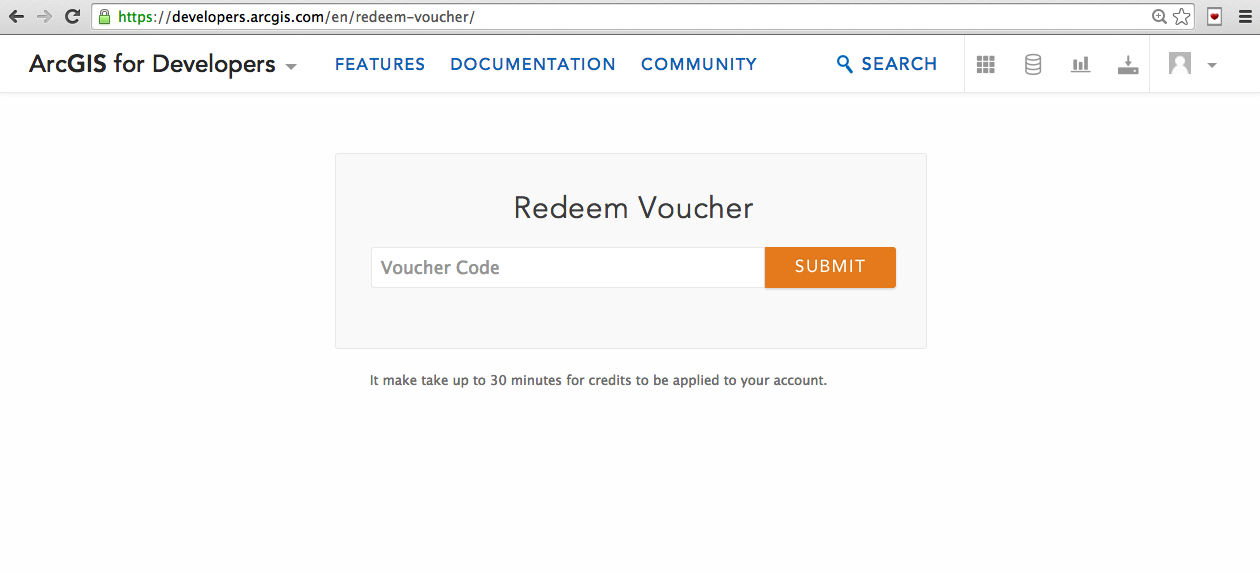 https://developers.arcgis.com/en/redeem-voucher/
ArcGIS for Developers FEATURES DOCUMENTATION COMMUNITY SEARCH
Redeem Voucher
Voucher Code SUBMIT
It make take up to 30 minutes for credits to be applied to your account.